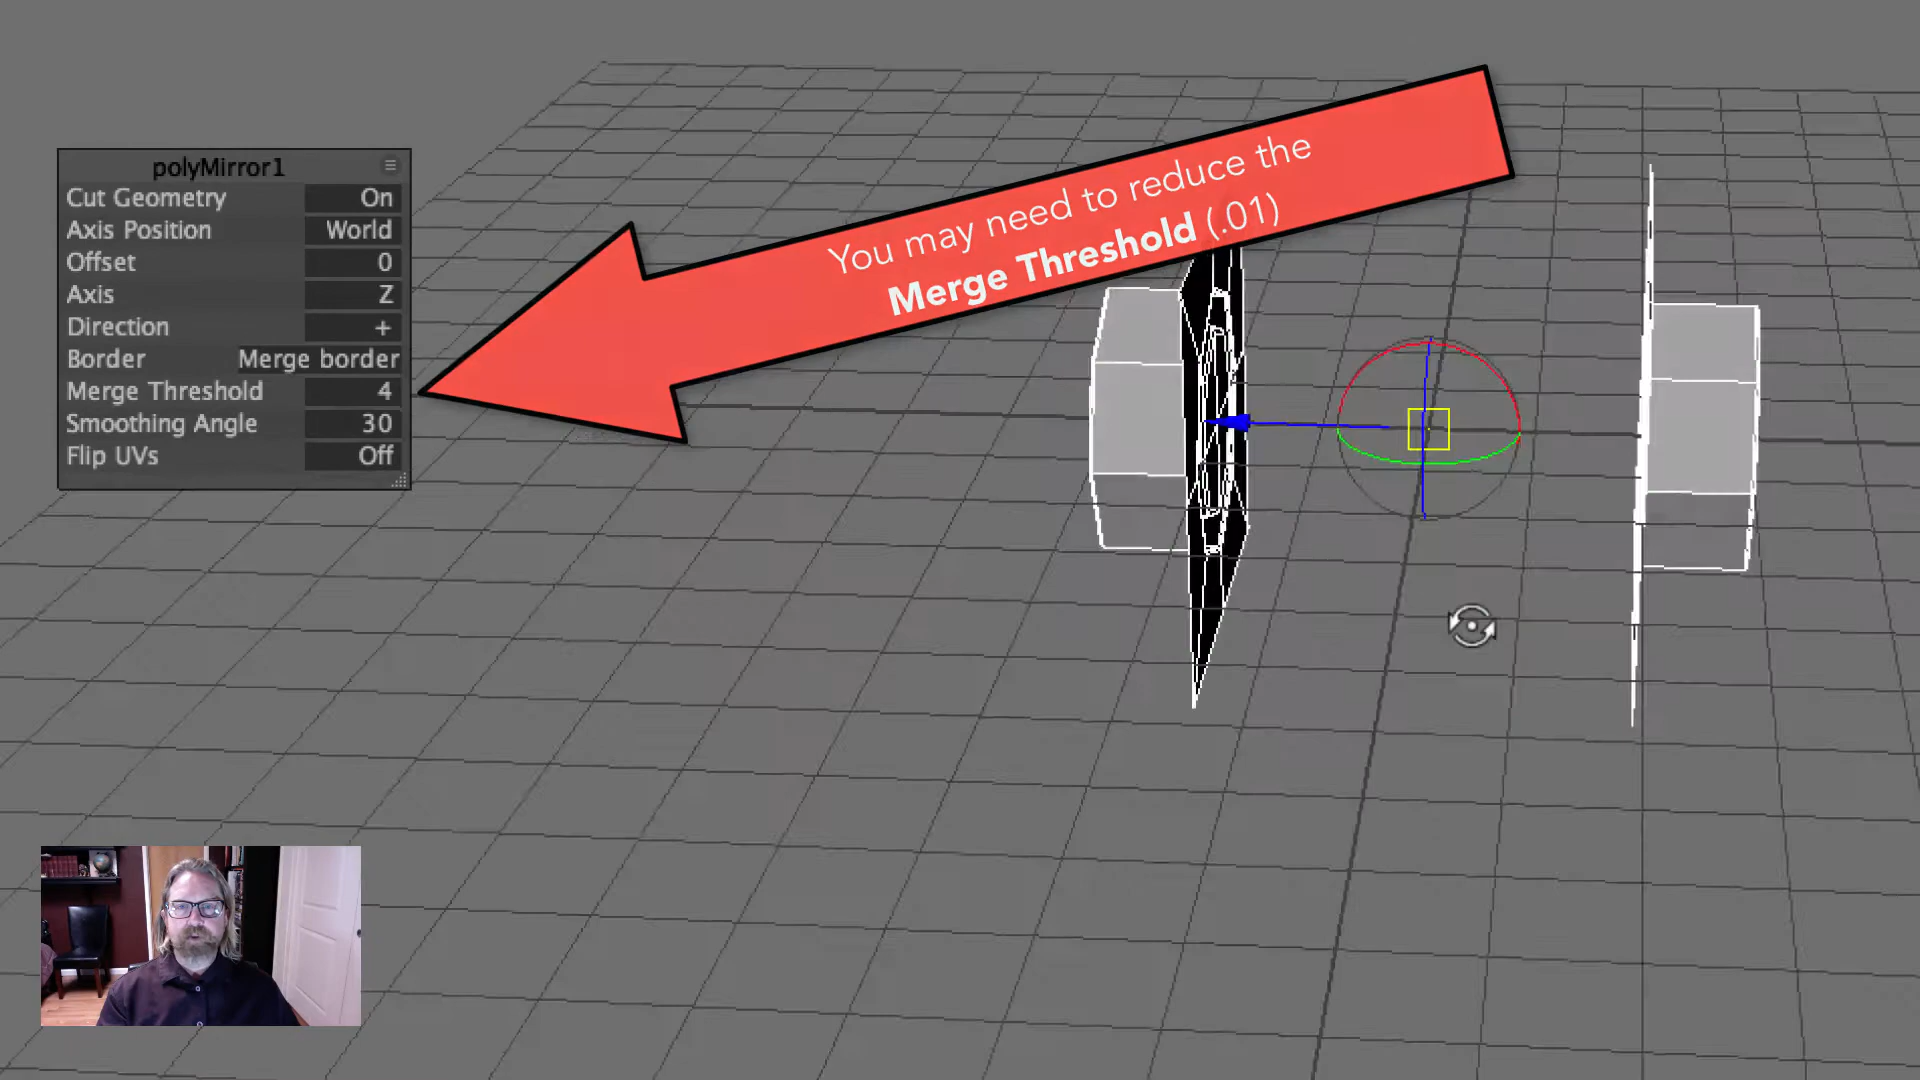 polyMirror1
Cut Geometry On
Axis Position World
Offset 0
Axis Z
Direction +
Border Merge border
Merge Threshold 4
Smoothing Angle 30
Flip UVs Off
You may need to reduce the
Merge Threshold (.01)